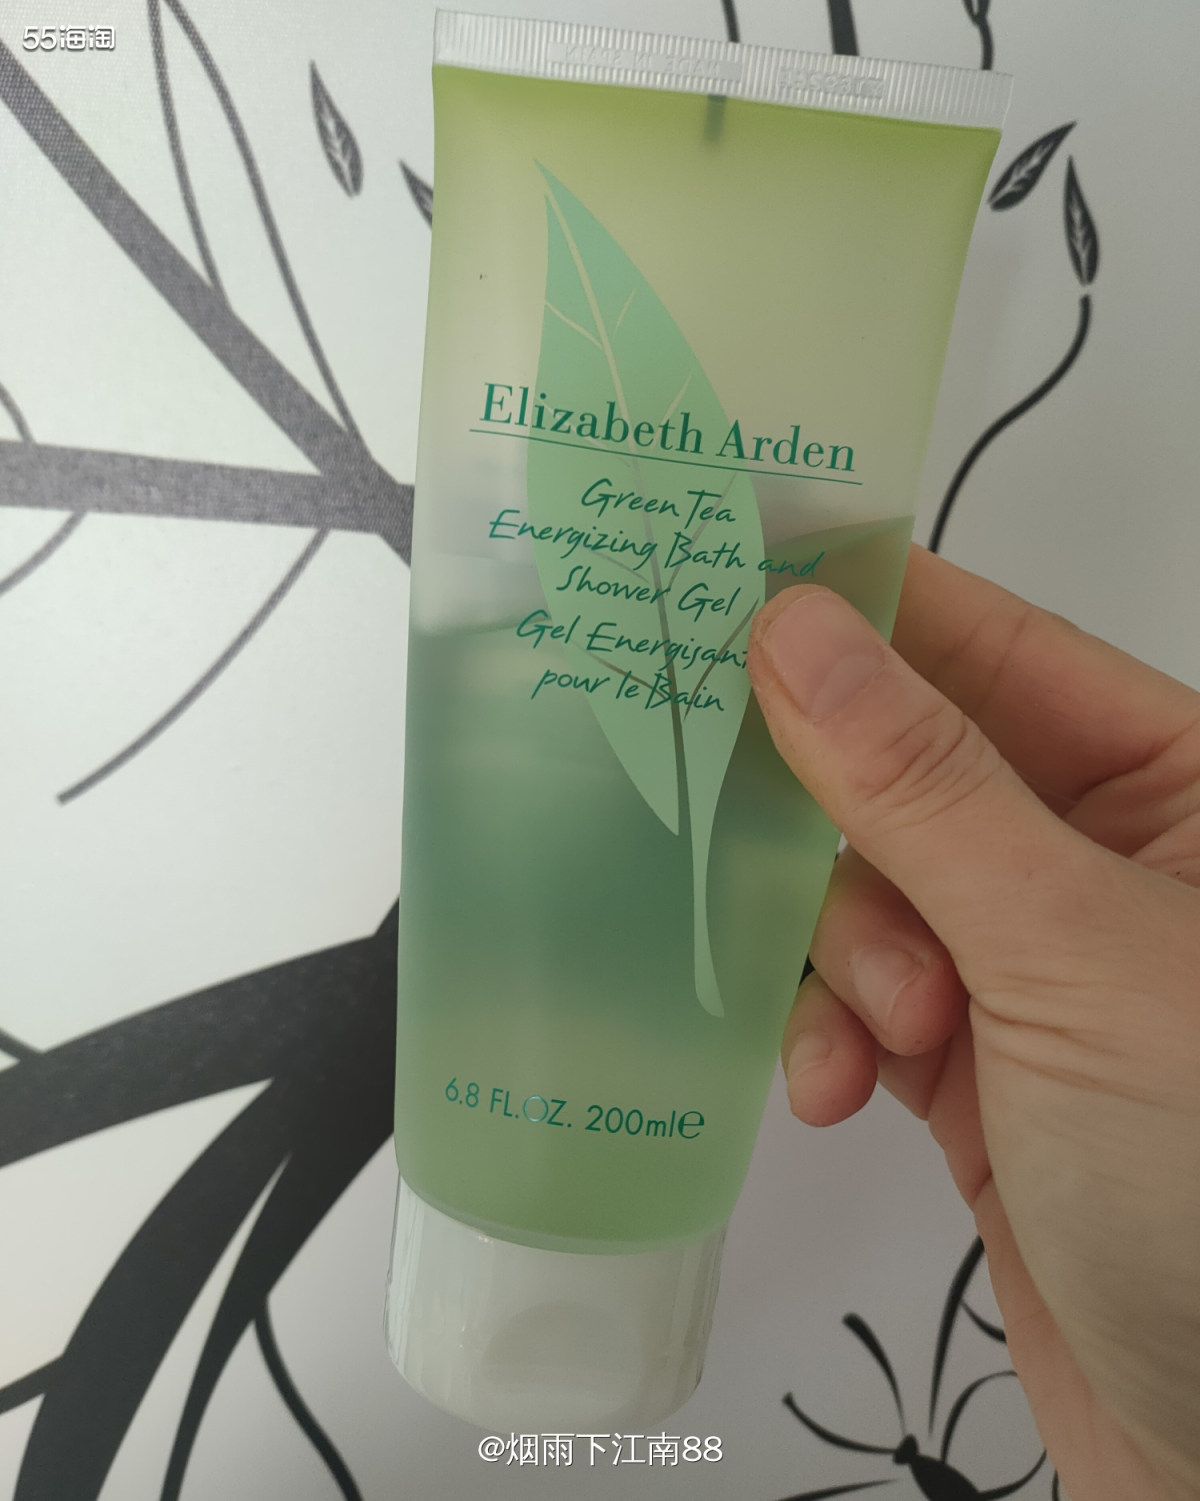 55海淘
Elizabeth Arden
Green Tea
Energizing Bath and
Shower Gel
Gel Energisant
pour le Bain
6.8 FL.OZ. 200ml℮
@烟雨下江南88